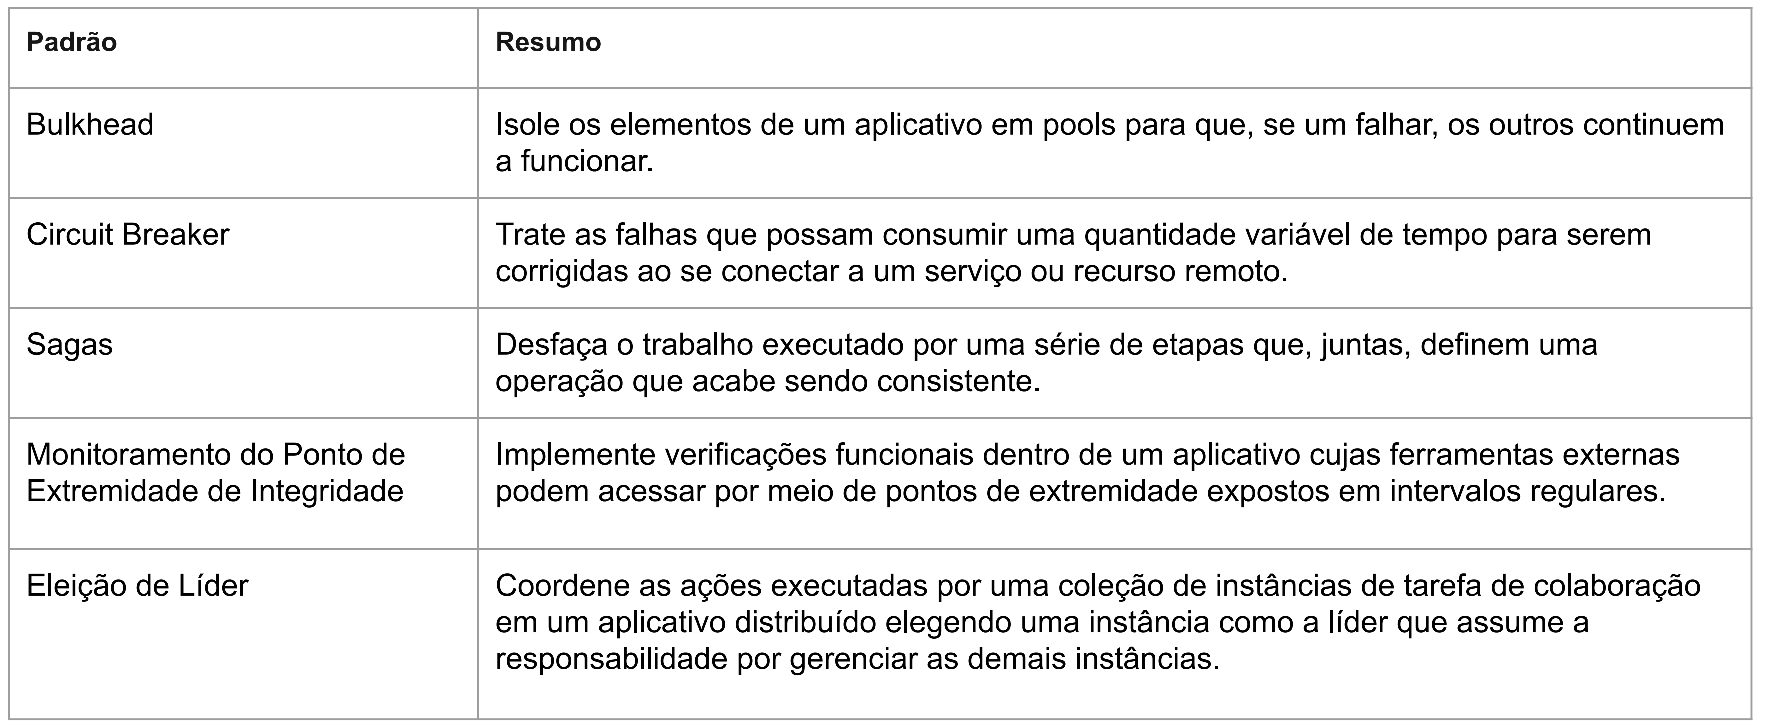 Padrão
Resumo
Bulkhead
Isole os elementos de um aplicativo em pools para que, se um falhar, os outros continuem
a funcionar.
Circuit Breaker
Trate as falhas que possam consumir uma quantidade variável de tempo para serem
corrigidas ao se conectar a um serviço ou recurso remoto.
Sagas
Desfaça o trabalho executado por uma série de etapas que, juntas, definem uma
operação que acabe sendo consistente.
Monitoramento do Ponto de
Extremidade de Integridade
Implemente verificações funcionais dentro de um aplicativo cujas ferramentas externas
podem acessar por meio de pontos de extremidade expostos em intervalos regulares.
Eleição de Líder
Coordene as ações executadas por uma coleção de instâncias de tarefa de colaboração
em um aplicativo distribuído elegendo uma instância como a líder que assume a
responsabilidade por gerenciar as demais instâncias.